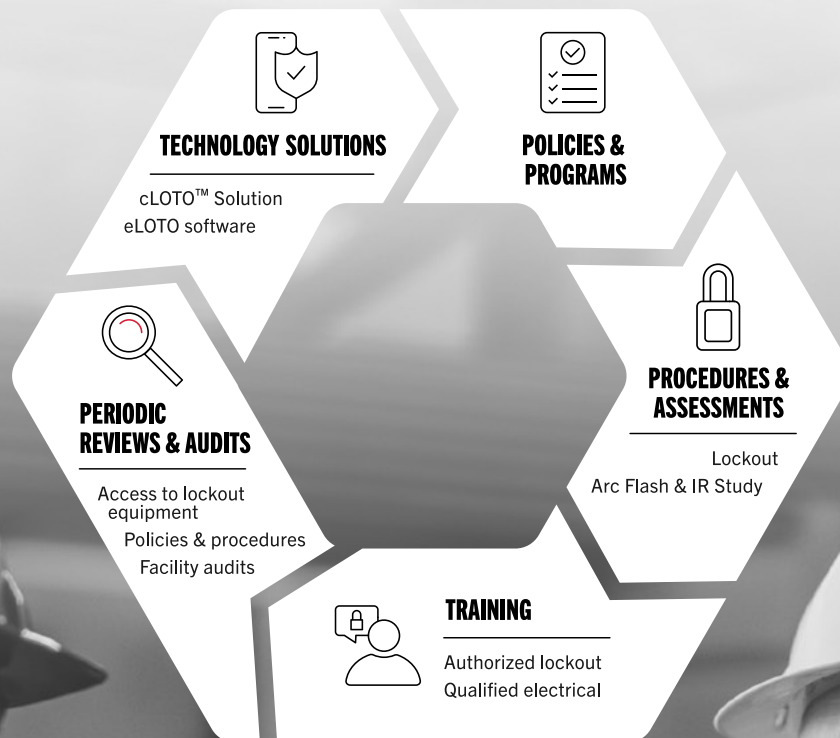 TECHNOLOGY SOLUTIONS
cLOTO™ Solution
eLOTO software
POLICIES &
PROGRAMS
PROCEDURES &
ASSESSMENTS
Lockout
Arc Flash & IR Study
TRAINING
Authorized lockout
Qualified electrical
PERIODIC
REVIEWS & AUDITS
Access to lockout
equipment
Policies & procedures
Facility audits